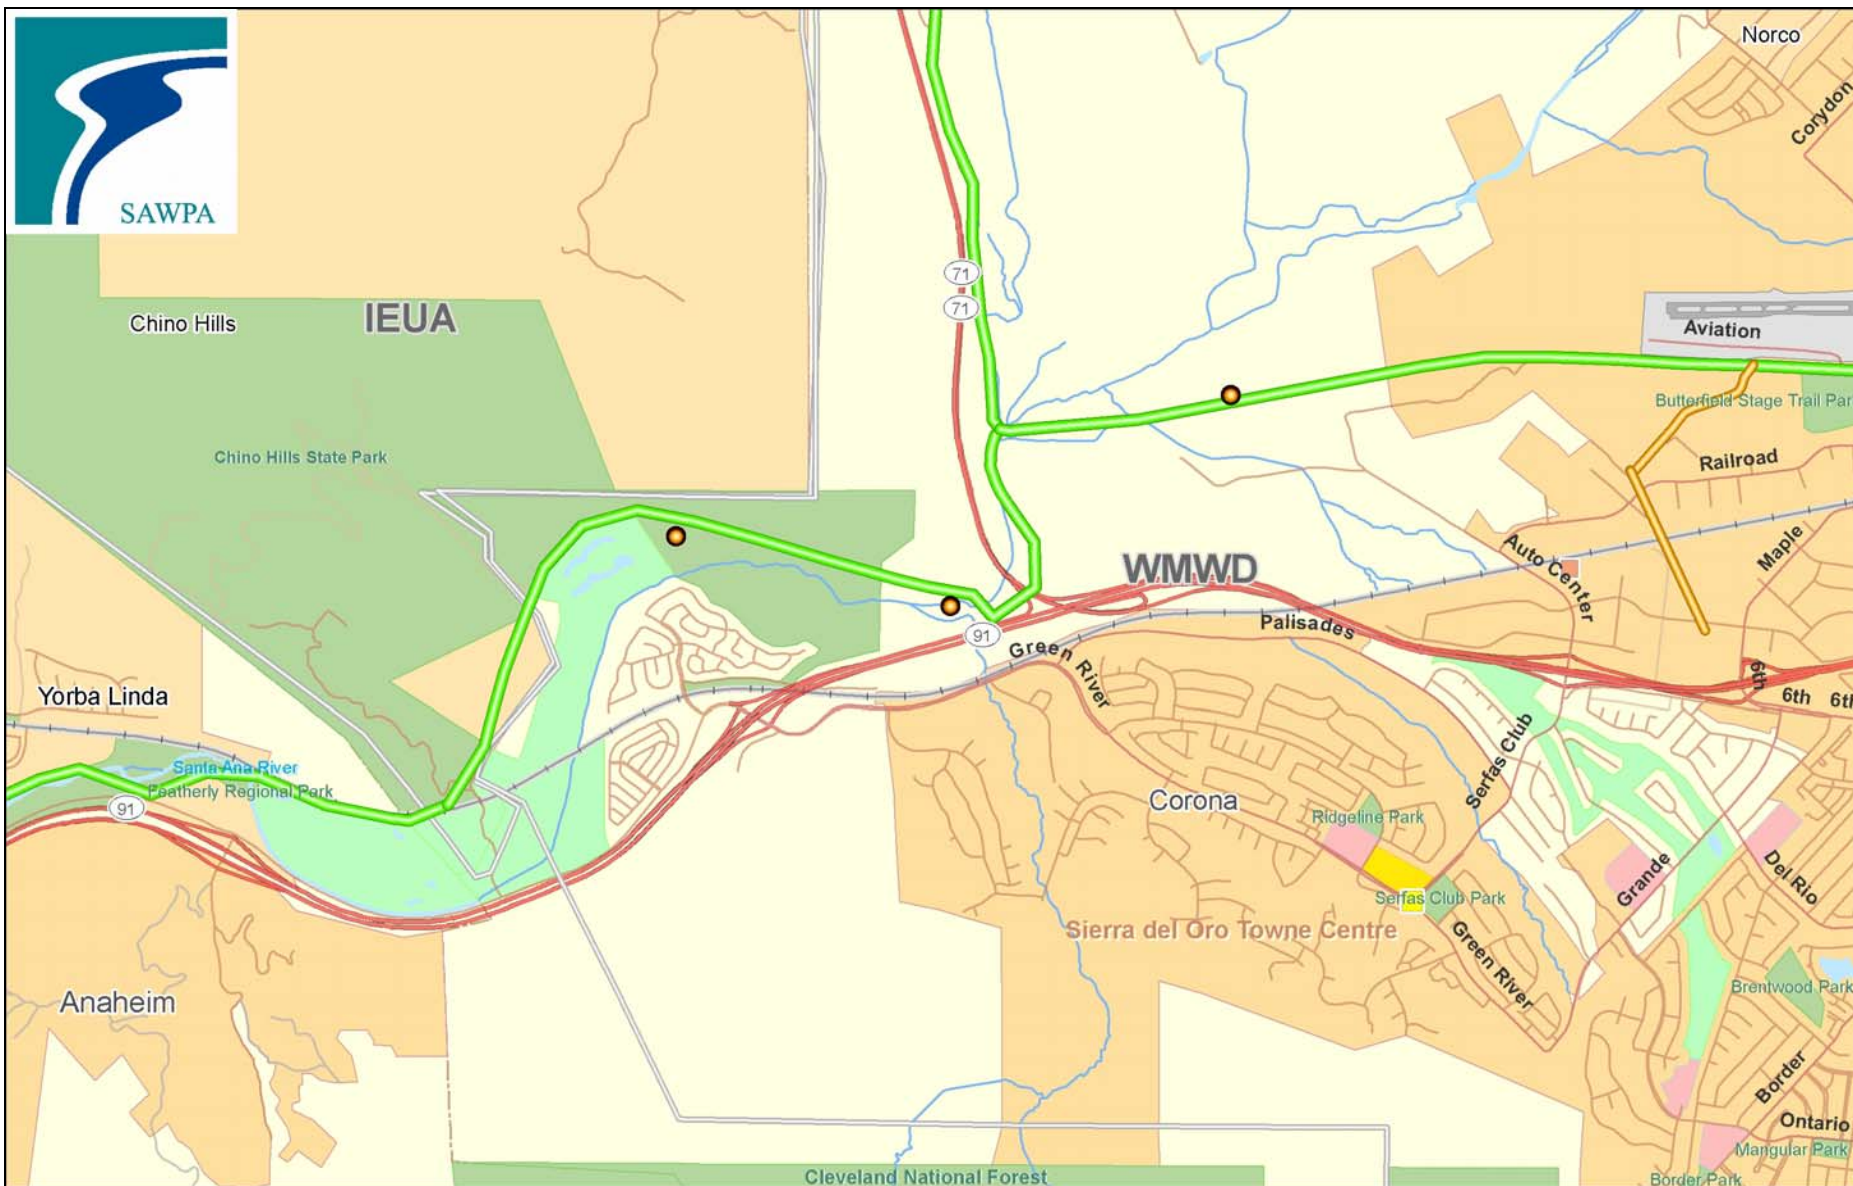 SAWPA
Norco
Corydon
71
71
Chino Hills
IEUA
Aviation
Butterfield Stage Trail Par
Chino Hills State Park
Railroad
Auto Center
Maple
WMWD
91
Palisades
Green River
Yorba Linda
6th
6th
6th
Serfas Club
Santa Ana River
Featherly Regional Park
91
Corona
Ridgeline Park
Grande
Del Rio
Serfas Club Park
Sierra del Oro Towne Centre
Green River
Anaheim
Brentwood Park
Border
Ontario
Mangular Park
Cleveland National Forest
Border Park